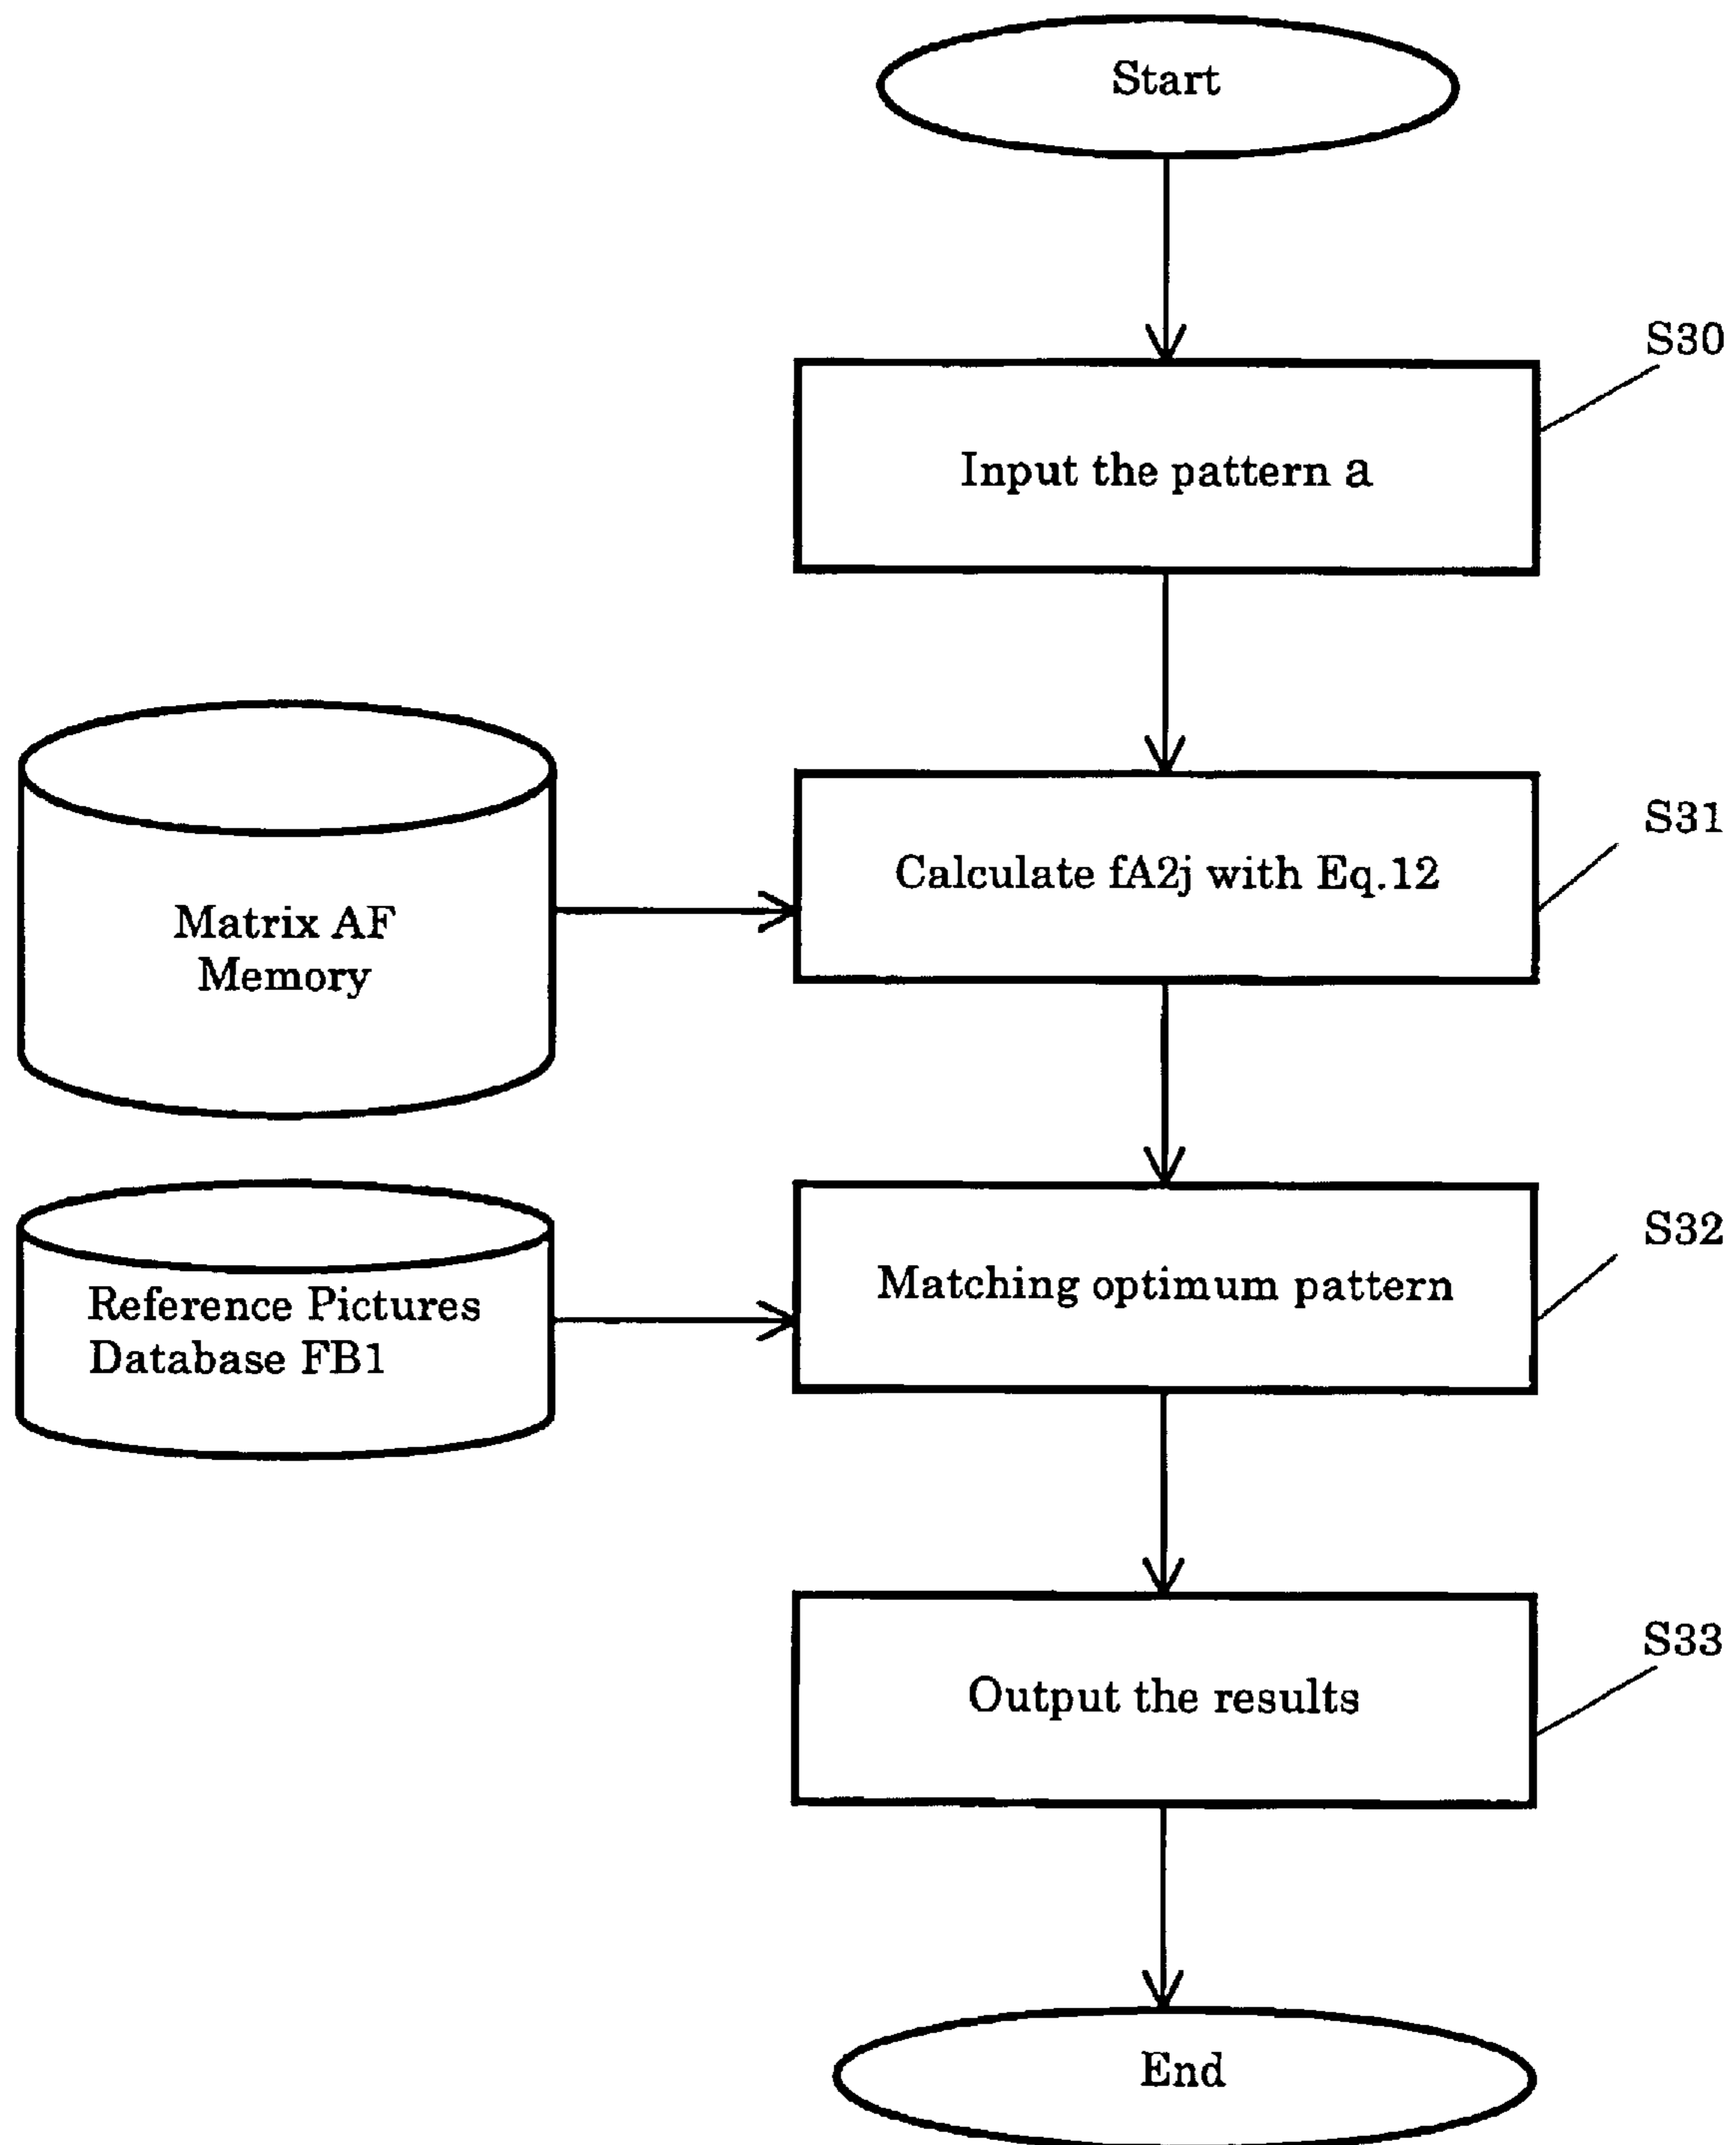 Start
S30
Input the pattern a
S31
Calculate fA2j with Eq.12
Matrix AF
Memory
S32
Matching optimum pattern
Reference Pictures
Database FB1
S33
Output the results
End